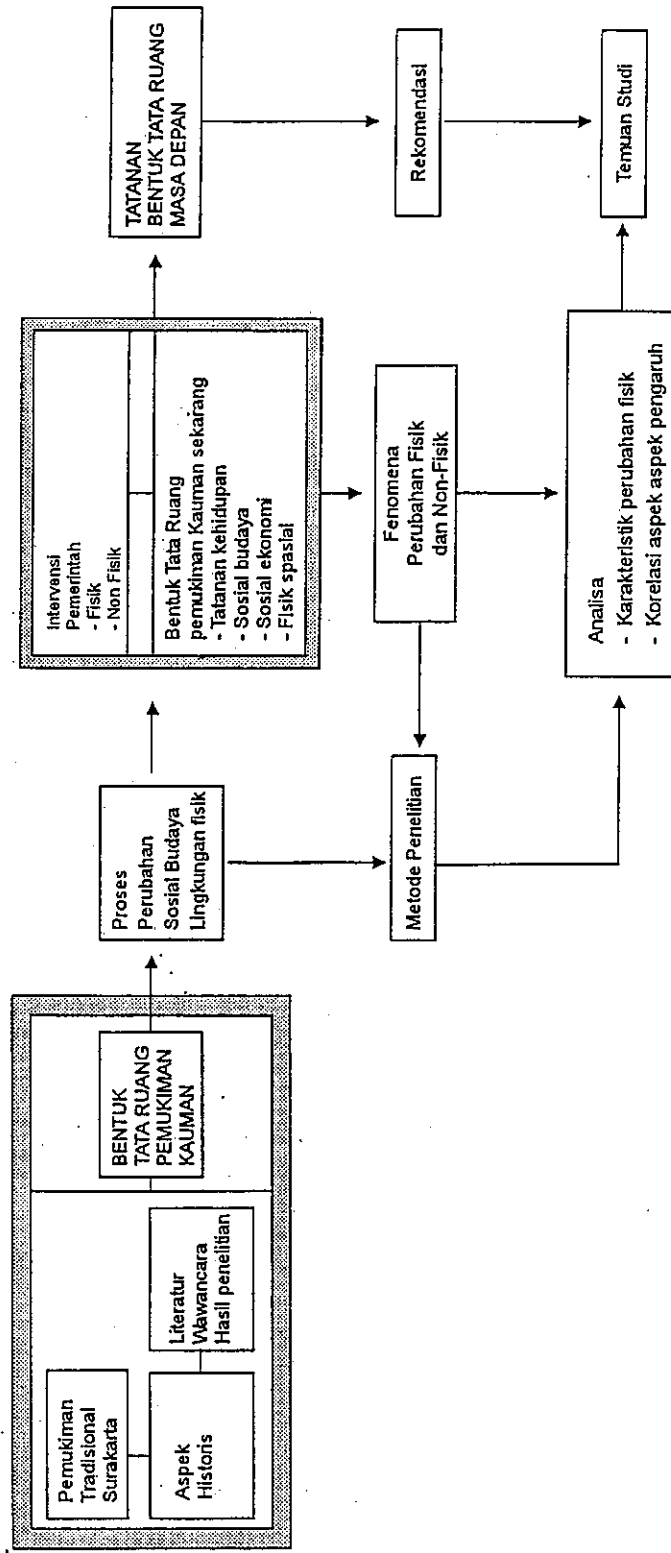 Pemukiman
Tradisional
Surakarta
Aspek
Historis
Literatur
Wawancara
Hasil penelitian
BENTUK
TATA RUANG
PEMUKIMAN
KAUMAN
Proses
Perubahan
Sosial Budaya
Lingkungan fisik
Intervensi
Pemerintah
- Fisik
- Non Fisik
Bentuk Tata Ruang
pemukiman Kauman sekarang
- Tatanan kehidupan
- Sosial budaya
- Sosial ekonomi
- Fisik spasial
TATANAN
BENTUK TATA RUANG
MASA DEPAN
Metode Penelitian
Fenomena
Perubahan Fisik
dan Non-Fisik
Rekomendasi
Analisa
- Karakteristik perubahan fisik
- Korelasi aspek aspek pengaruh
Temuan Studi